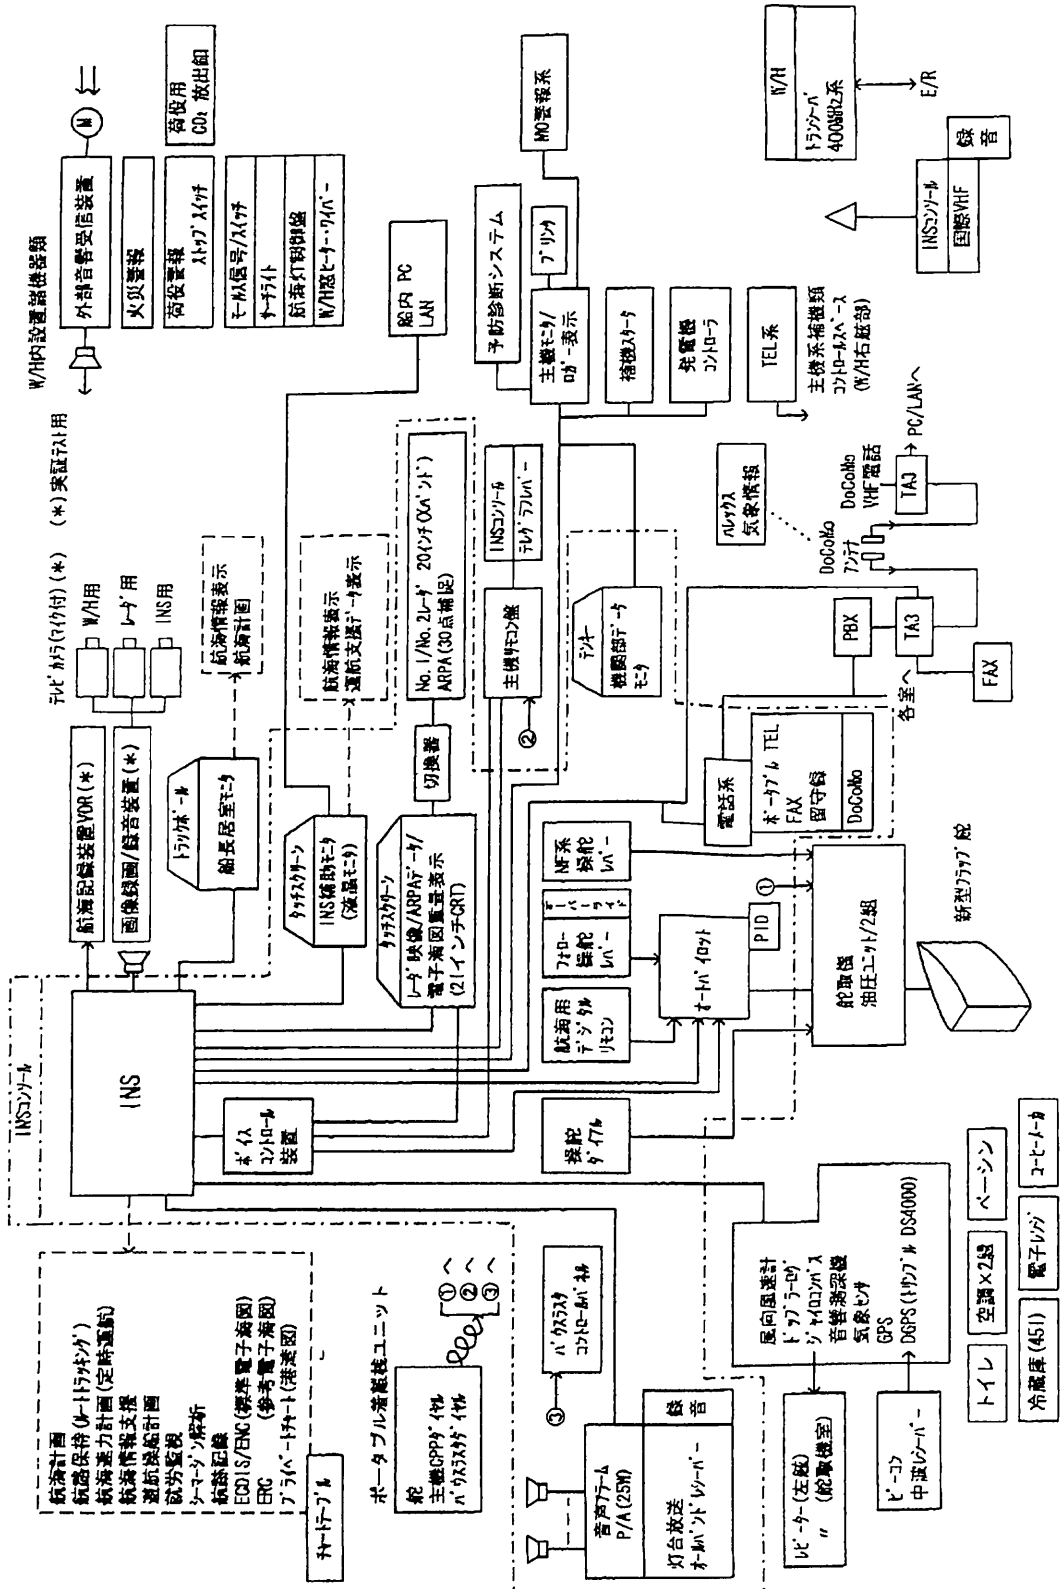 航海計画
航路保持(ルートトラッキング)
航海速力計画(定時運航)
航海情報支援
避航操船計画
就労監視
シーマージン解析
航跡記録
ECDIS/ENC(標準電子海図)
ERC (参考電子海図)
プライベートチャート(港湾図)
チャートテーブル
INSコンソール
INS
ボイス
コントロール
装置
テレビカメラ(マイク付)(*)
(*)実証テスト用
W/H用
レーダ用
INS用
航海記録装置VDR(*)
画像録画/録音装置(*)
トラックボール
船長居室モニタ
航海情報表示
航海計画
タッチスクリーン
INS補助モニタ
(液晶モニタ)
航海情報表示
運航支援データ表示
船内 PC
LAN
タッチスクリーン
レーダ映像/ARPAデータ/
電子海図重畳表示
(21インチCRT)
切換器
No.1/No.2レーダ 20インチ(Xバンド)
ARPA(30点補足)
主機リモコン盤
②
INSコンソール
テレグラフレバー
テンキー
機関部データ
モニタ
W/H内設置諸機器類
外部音響受信装置
M
火災警報
荷役警報
ストップスイッチ
荷役用
CO₂ 放出卸
モールス信号/スイッチ
サーチライト
航海灯制御盤
W/H窓ヒーター・ワイパー
予防診断システム
主機モニタ/
ロガー表示
プリンタ
MO警報系
補機スタータ
発電機
コントローラ
TEL系
主機系補機類
コントロールスペース
(W/H右舷部)
W/H
トランシーバ
400MHz系
E/R
INSコンソール
国際VHF
録音
ポータブル着離桟ユニット
舵
主機CPPダイヤル
バウスラスタダイヤル
①へ
②へ
③へ
バウスラスタ
コントロールパネル
③
操舵
ダイヤル
航海用
デジタル
リモコン
フォロー
操舵
レバー
オーバーライド
NF系
操舵
レバー
オートパイロット
PID
①
舵取機
油圧ユニット/2組
新型フラップ舵
電話系
ポータブル TEL
FAX
留守録
DoCoMo
各室へ
PBX
TA3
FAX
DoCoMo
アンテナ
ハレックス
気象情報
DoCoMo
VHF電話
TA3
PC/LANへ
音声アラーム
P/A(25W)
灯台放送
オールバンドレシーバー
録音
風向風速計
ドップラーログ
ジャイロコンパス
音響測深機
気象センサ
GPS
DGPS(トリンブル DS4000)
レピーター(左舷)
〃 (舵取機室)
ビーコン
中波レシーバー
トイレ
空調×2組
ベーシン
冷蔵庫(45l)
電子レンジ
コーヒーメーカ